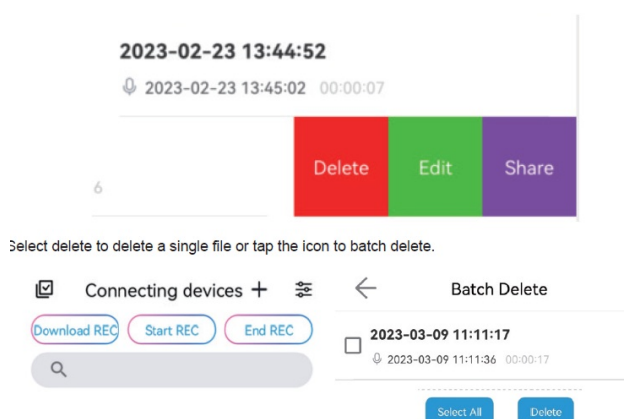 2023-02-23 13:44:52
2023-02-23 13:45:02 00:00:07
Delete Edit Share
6
Select delete to delete a single file or tap the icon to batch delete.
Connecting devices +
Download REC Start REC End REC
Batch Delete
2023-03-09 11:11:17
2023-03-09 11:11:36 00:00:17
Select All Delete